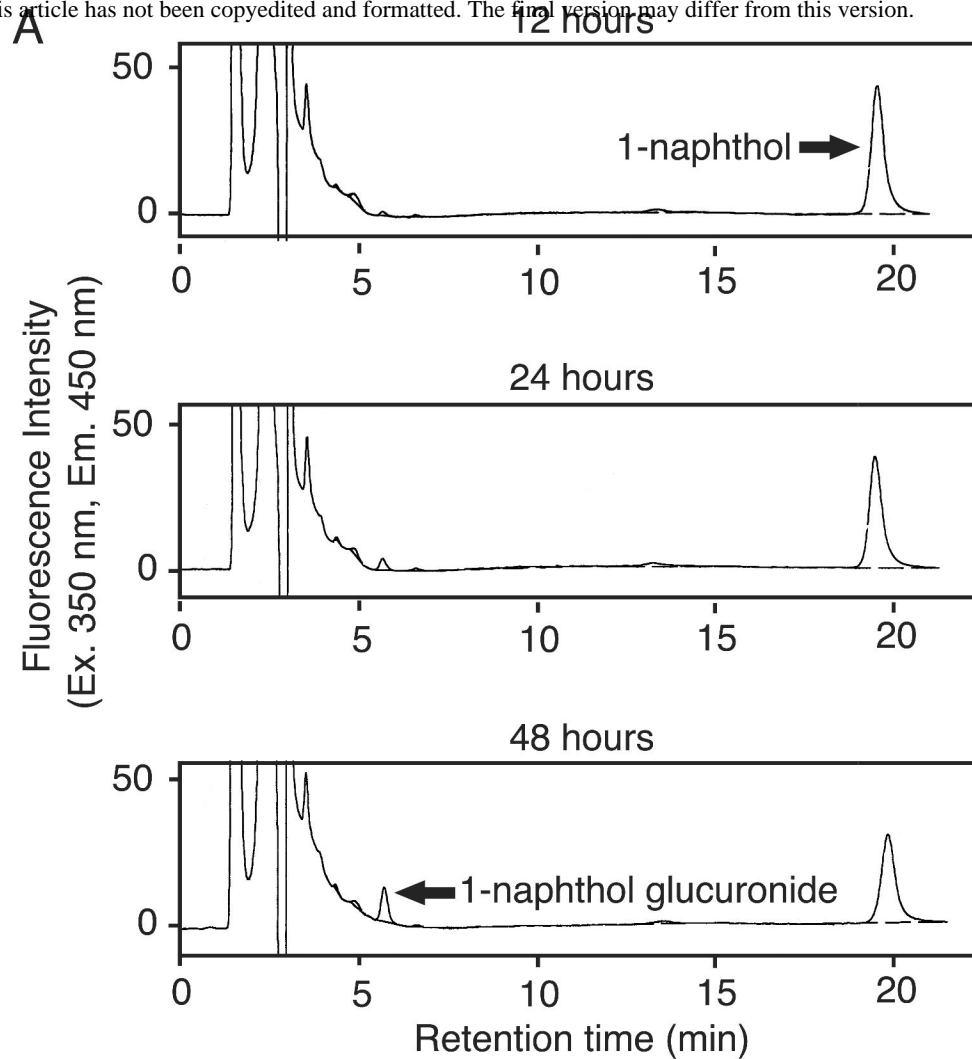 is article has not been copyedited and formatted. The final version may differ from this version.
A
12 hours
50
1-naphthol
0
0 5 10 15 20
24 hours
50
0
0 5 10 15 20
Fluorescence Intensity
(Ex. 350 nm, Em. 450 nm)
48 hours
50
1-naphthol glucuronide
0
0 5 10 15 20
Retention time (min)